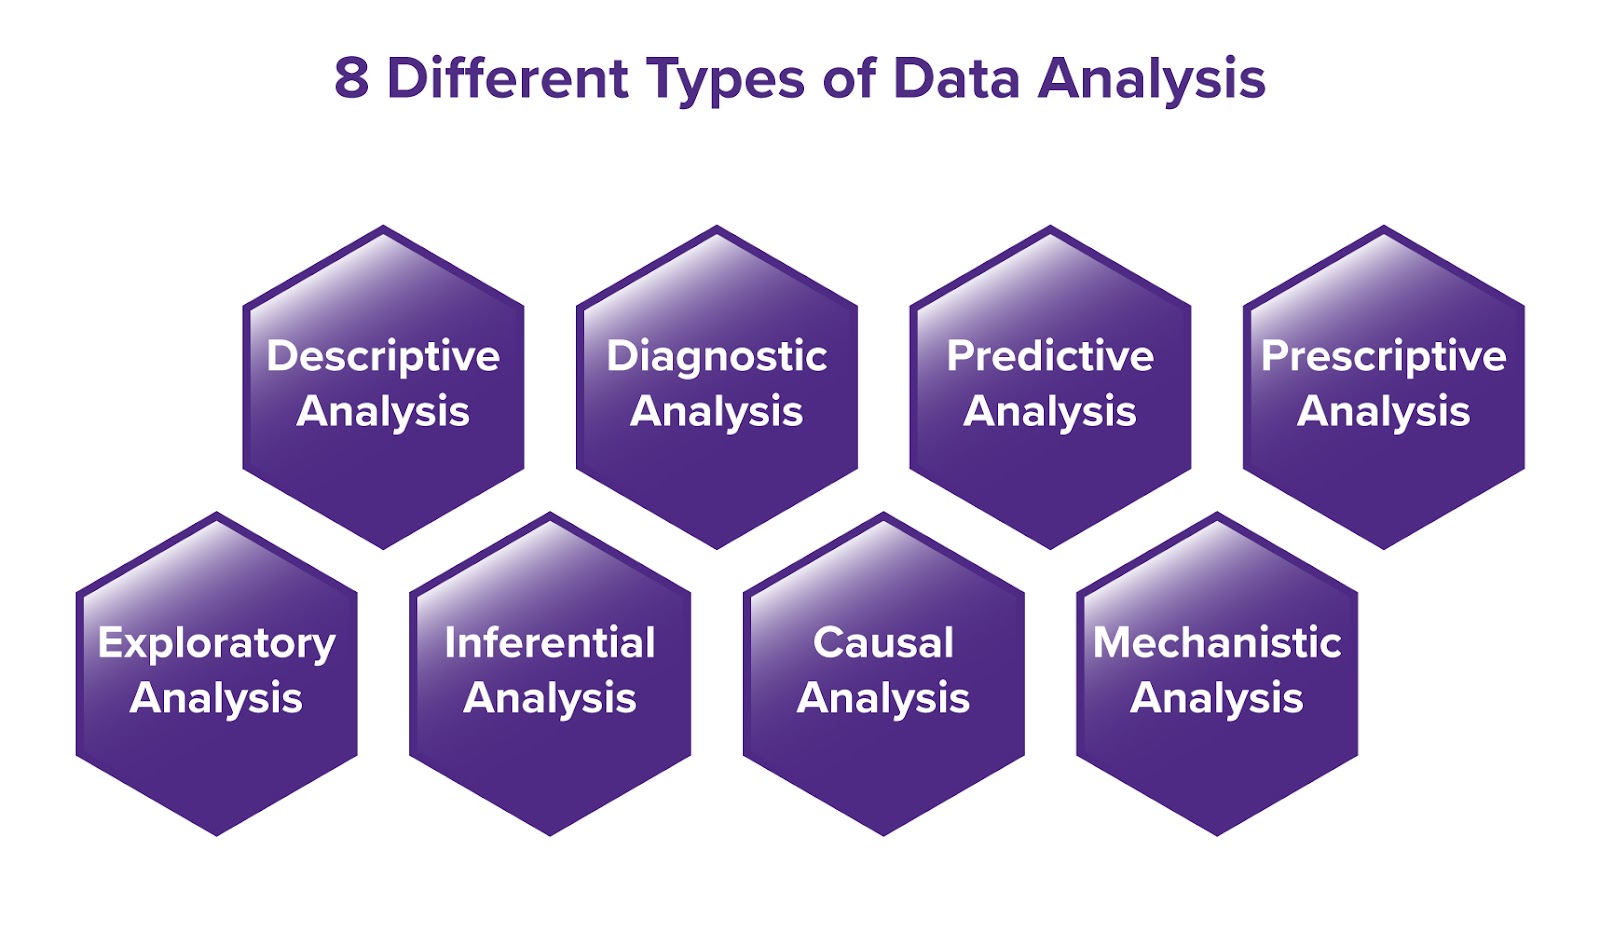 8 Different Types of Data Analysis
Descriptive
Analysis
Diagnostic
Analysis
Predictive
Analysis
Prescriptive
Analysis
Exploratory
Analysis
Inferential
Analysis
Causal
Analysis
Mechanistic
Analysis